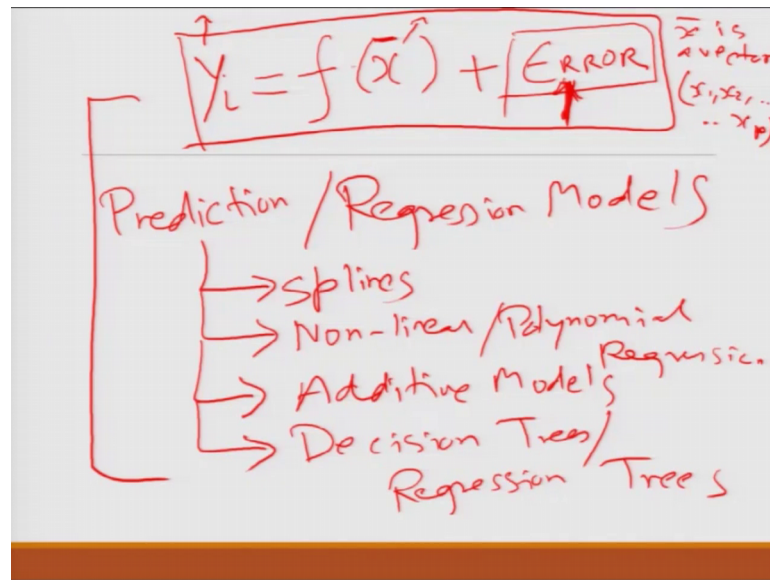 Yi = f (x̄) + ERROR
x̄ is
a vector
(x1, x2, ..
.. xp)
Prediction / Regression Models
→ Splines
→ Non-linear / Polynomial
Regressio.
→ Additive Models
→ Decision Trees /
Regression Trees